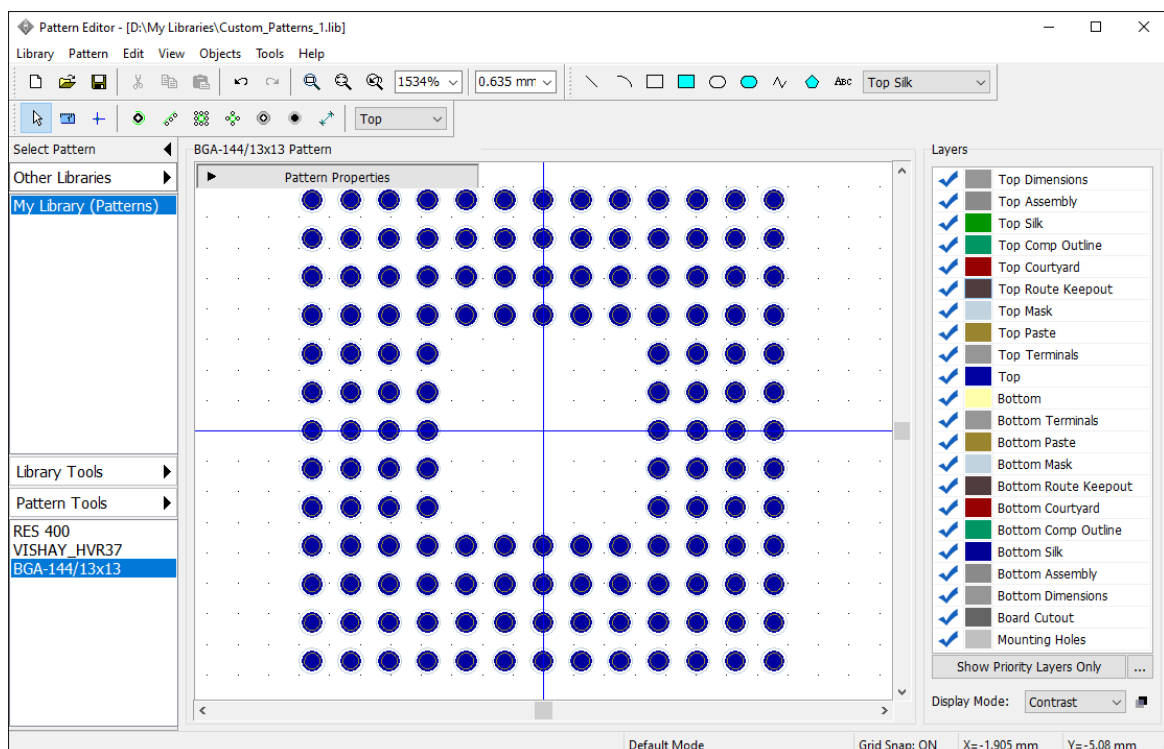 Pattern Editor - [D:\My Libraries\Custom_Patterns_1.lib]
Library Pattern Edit View Objects Tools Help
1534% 0.635 mm ABC Top Silk
Top
Select Pattern
Other Libraries
My Library (Patterns)
Library Tools
Pattern Tools
RES 400
VISHAY_HVR37
BGA-144/13x13
BGA-144/13x13 Pattern
Pattern Properties
Layers
Top Dimensions
Top Assembly
Top Silk
Top Comp Outline
Top Courtyard
Top Route Keepout
Top Mask
Top Paste
Top Terminals
Top
Bottom
Bottom Terminals
Bottom Paste
Bottom Mask
Bottom Route Keepout
Bottom Courtyard
Bottom Comp Outline
Bottom Silk
Bottom Assembly
Bottom Dimensions
Board Cutout
Mounting Holes
Show Priority Layers Only ...
Display Mode: Contrast
Default Mode Grid Snap: ON X=-1.905 mm Y=-5.08 mm